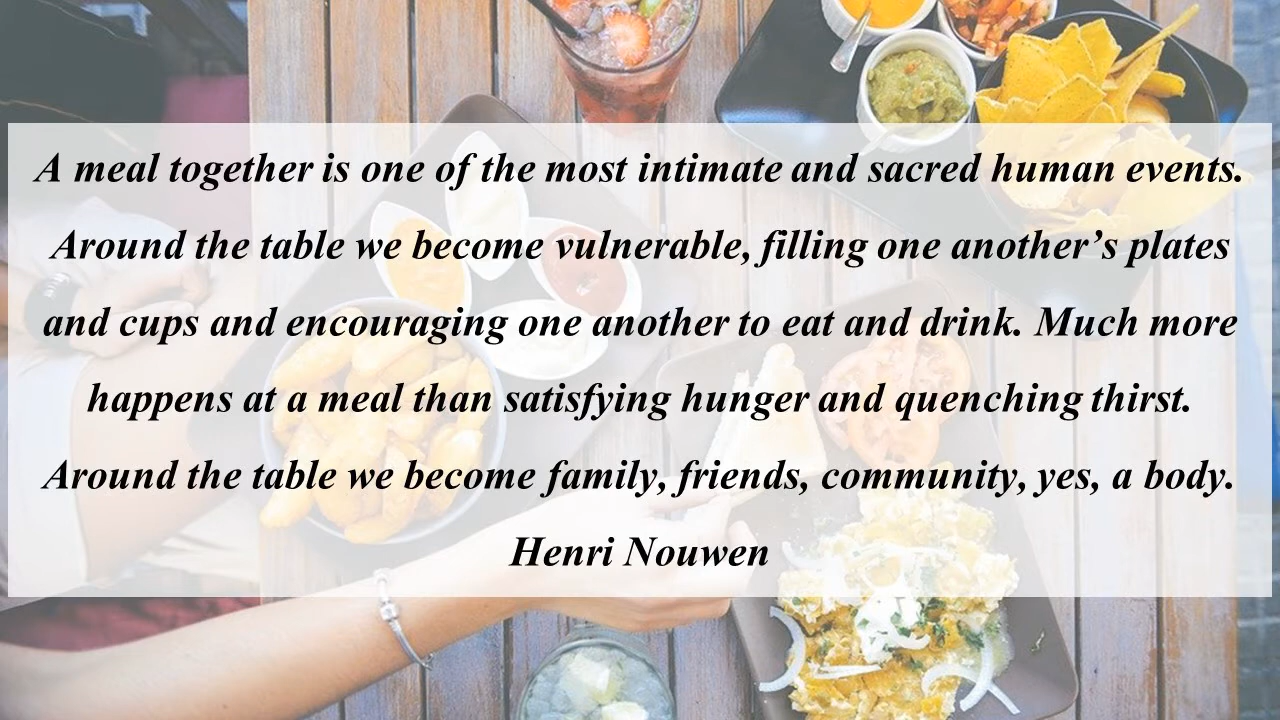 A meal together is one of the most intimate and sacred human events.
Around the table we become vulnerable, filling one another’s plates
and cups and encouraging one another to eat and drink. Much more
happens at a meal than satisfying hunger and quenching thirst.
Around the table we become family, friends, community, yes, a body.
Henri Nouwen